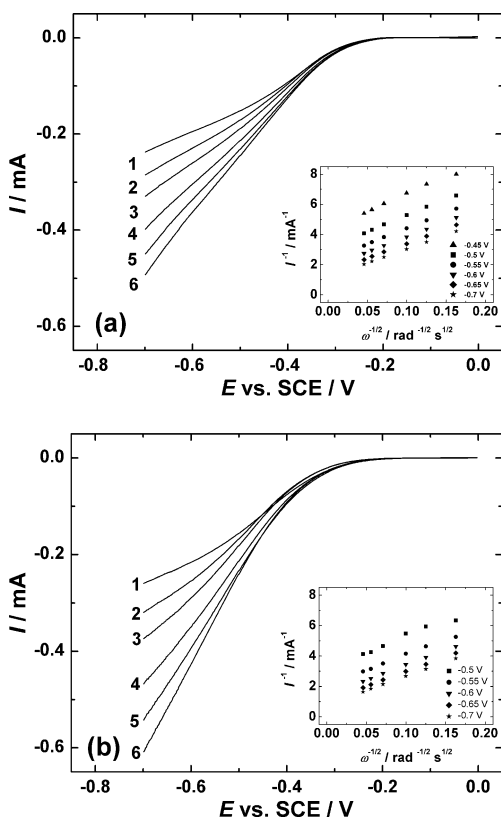 0.0
-0.2
-0.4
-0.6
I / mA
1
2
3
4
5
6
(a)
-0.8 -0.6 -0.4 -0.2 0.0
E vs. SCE / V
8
6
4
2
0
I⁻¹ / mA⁻¹
-0.45 V
-0.5 V
-0.55 V
-0.6 V
-0.65 V
-0.7 V
0.00 0.05 0.10 0.15 0.20
ω⁻¹/² / rad⁻¹/² s¹/²
0.0
-0.2
-0.4
-0.6
I / mA
1
2
3
4
5
6
(b)
-0.8 -0.6 -0.4 -0.2 0.0
E vs. SCE / V
8
6
4
2
0
I⁻¹ / mA⁻¹
-0.5 V
-0.55 V
-0.6 V
-0.65 V
-0.7 V
0.00 0.05 0.10 0.15 0.20
ω⁻¹/² / rad⁻¹/² s¹/²